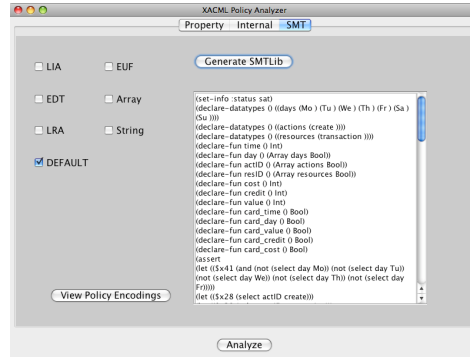 XACML Policy Analyzer
Property Internal SMT
LIA EUF
Generate SMTLib
EDT Array
LRA String
DEFAULT
(set-info :status sat)
(declare-datatypes () ((days (Mo ) (Tu ) (We ) (Th ) (Fr ) (Sa )
(Su ))))
(declare-datatypes () ((actions (create ))))
(declare-datatypes () ((resources (transaction ))))
(declare-fun time () Int)
(declare-fun day () (Array days Bool))
(declare-fun actID () (Array actions Bool))
(declare-fun resID () (Array resources Bool))
(declare-fun cost () Int)
(declare-fun credit () Int)
(declare-fun value () Int)
(declare-fun card_time () Bool)
(declare-fun card_day () Bool)
(declare-fun card_value () Bool)
(declare-fun card_credit () Bool)
(declare-fun card_cost () Bool)
(assert
(let (($x41 (and (not (select day Mo)) (not (select day Tu))
(not (select day We)) (not (select day Th)) (not (select day
Fr)))))
(let (($x28 (select actID create)))
View Policy Encodings
Analyze